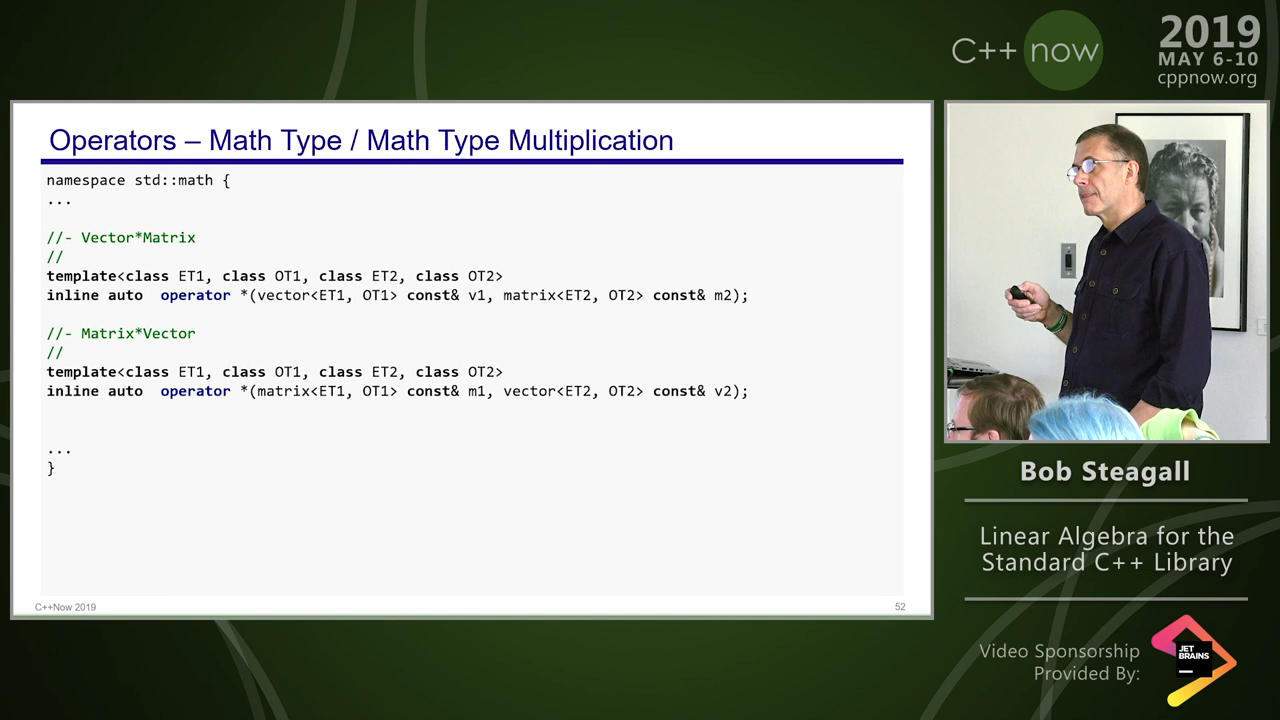 C++ now
2019
MAY 6-10
cppnow.org
Operators – Math Type / Math Type Multiplication
namespace std::math {
...
//- Vector*Matrix
//
template<class ET1, class OT1, class ET2, class OT2>
inline auto  operator *(vector<ET1, OT1> const& v1, matrix<ET2, OT2> const& m2);
//- Matrix*Vector
//
template<class ET1, class OT1, class ET2, class OT2>
inline auto  operator *(matrix<ET1, OT1> const& m1, vector<ET2, OT2> const& v2);
...
}
C++Now 2019
52
Bob Steagall
Linear Algebra for the
Standard C++ Library
Video Sponsorship
Provided By:
JET
BRAINS